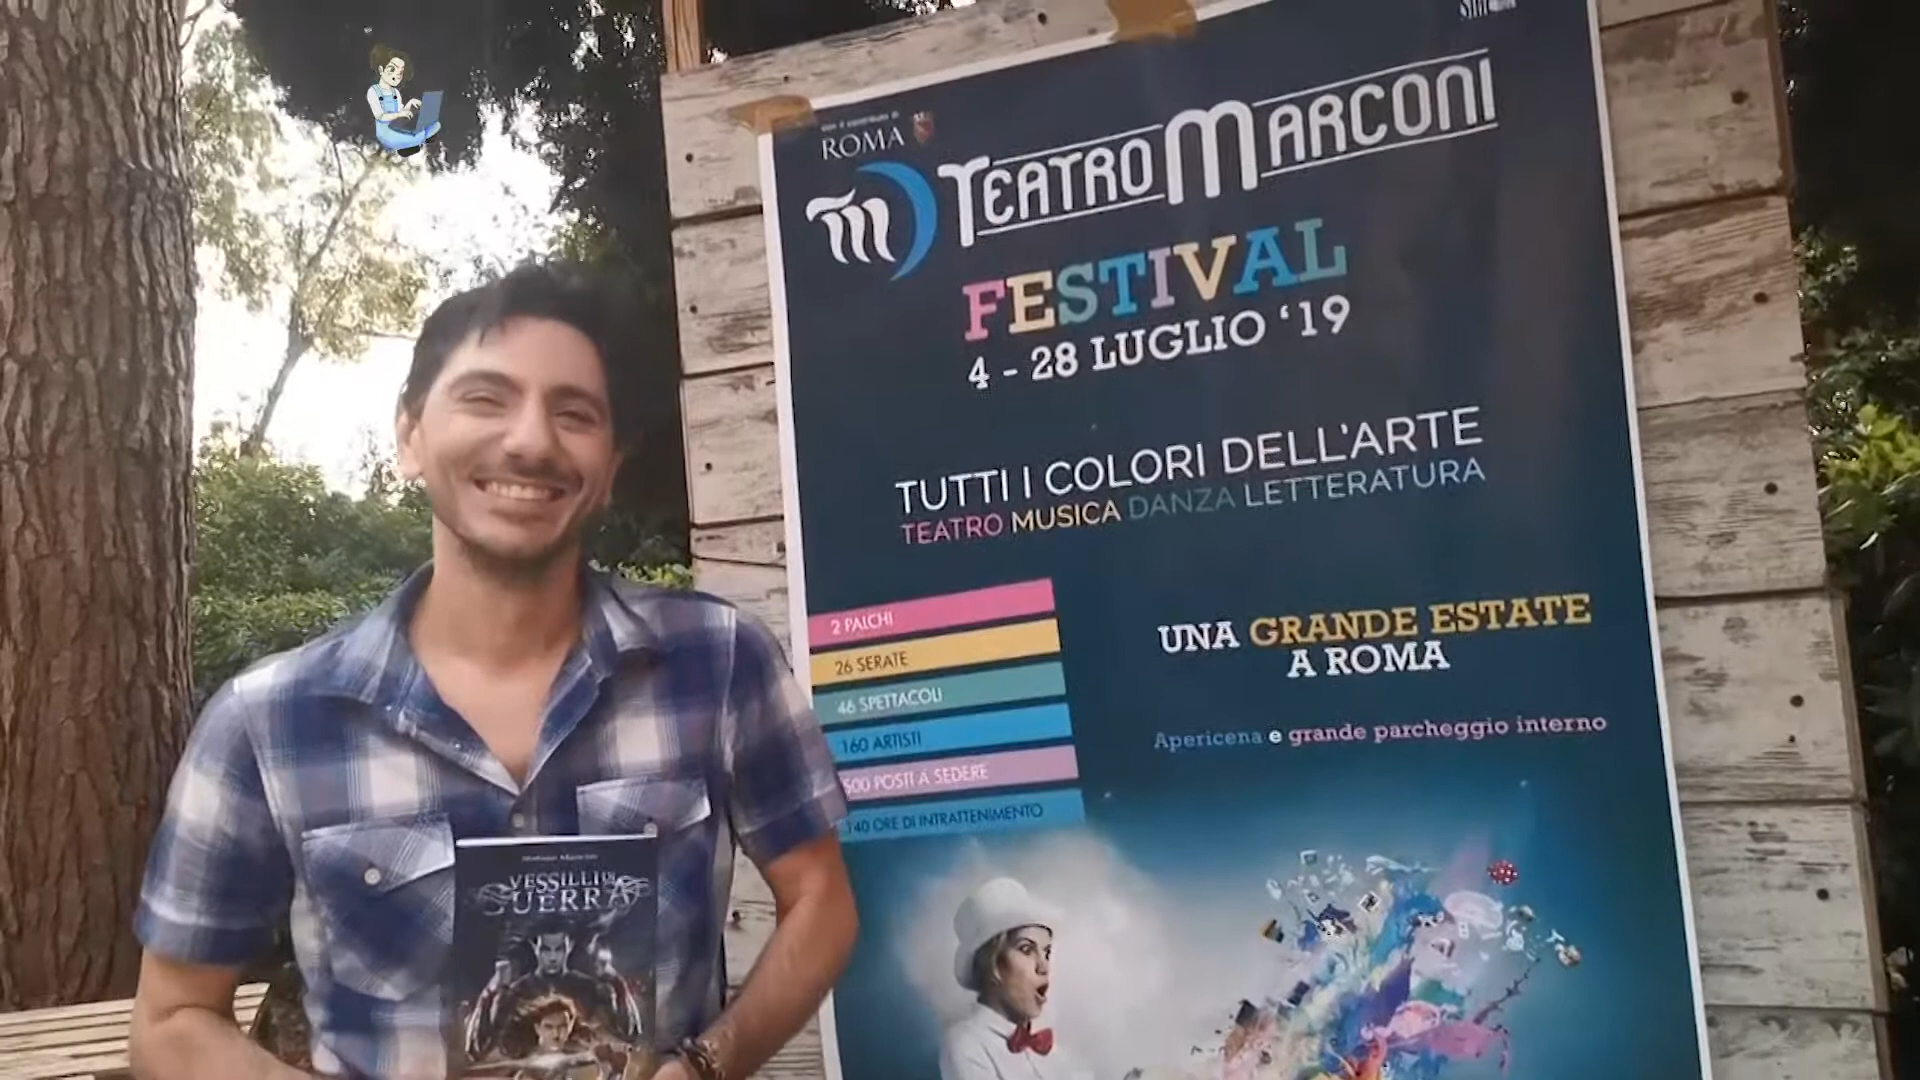 ROMA
TEATRO MARCONI
FESTIVAL
4 - 28 LUGLIO ‘19
TUTTI I COLORI DELL'ARTE
TEATRO MUSICA DANZA LETTERATURA
2 PALCHI
26 SERATE
46 SPETTACOLI
160 ARTISTI
500 POSTI A SEDERE
140 ORE DI INTRATTENIMENTO
UNA GRANDE ESTATE
A ROMA
Apericena e grande parcheggio interno
VESSILLI DI
GUERRA